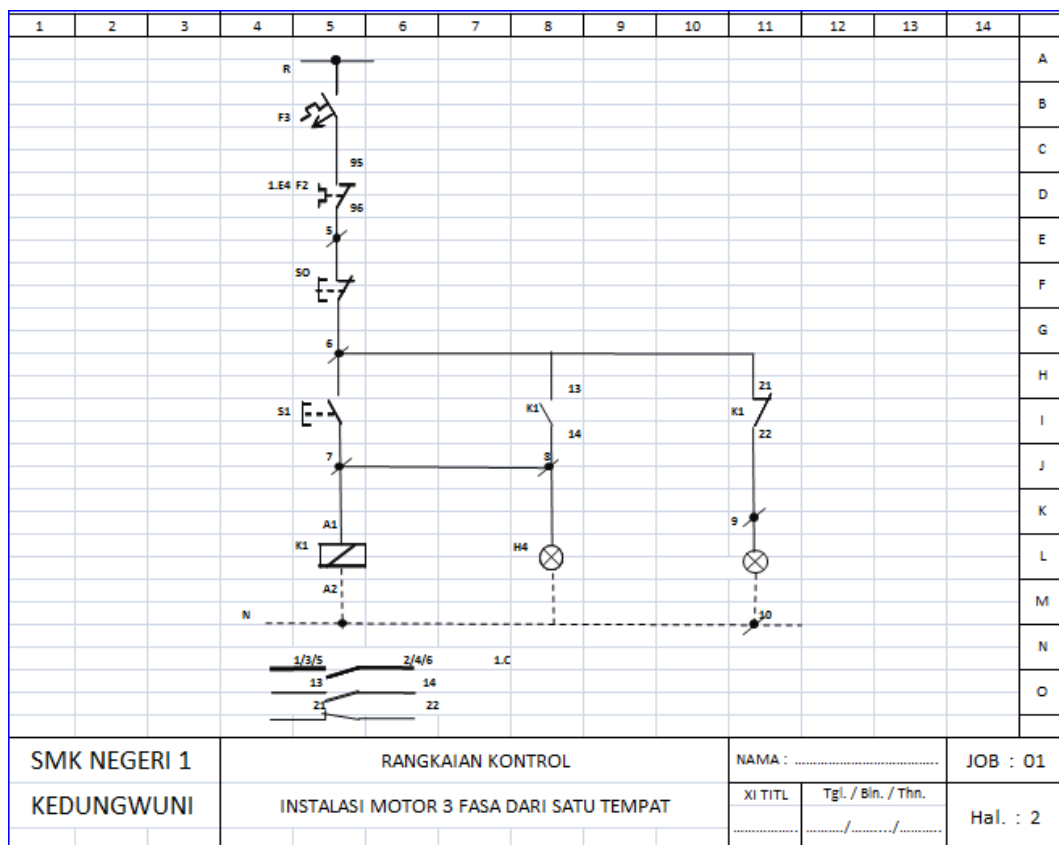 1 2 3 4 5 6 7 8 9 10 11 12 13 14
A
R
B
F3
C
95
1.E4 F2
D
96
5
E
SO
F
G
6
H
13 21
S1 K1 K1 I
14 22
7 8
J
9
K
A1
K1 H4 L
A2
M
N 10
N
1/3/5 2/4/6 1.C
13 14
O
21 22
SMK NEGERI 1 RANGKAIAN KONTROL NAMA : ........................................ JOB : 01
KEDUNGWUNI INSTALASI MOTOR 3 FASA DARI SATU TEMPAT XI TITL Tgl. / Bln. / Thn. Hal. : 2
.................. ........../........../...........